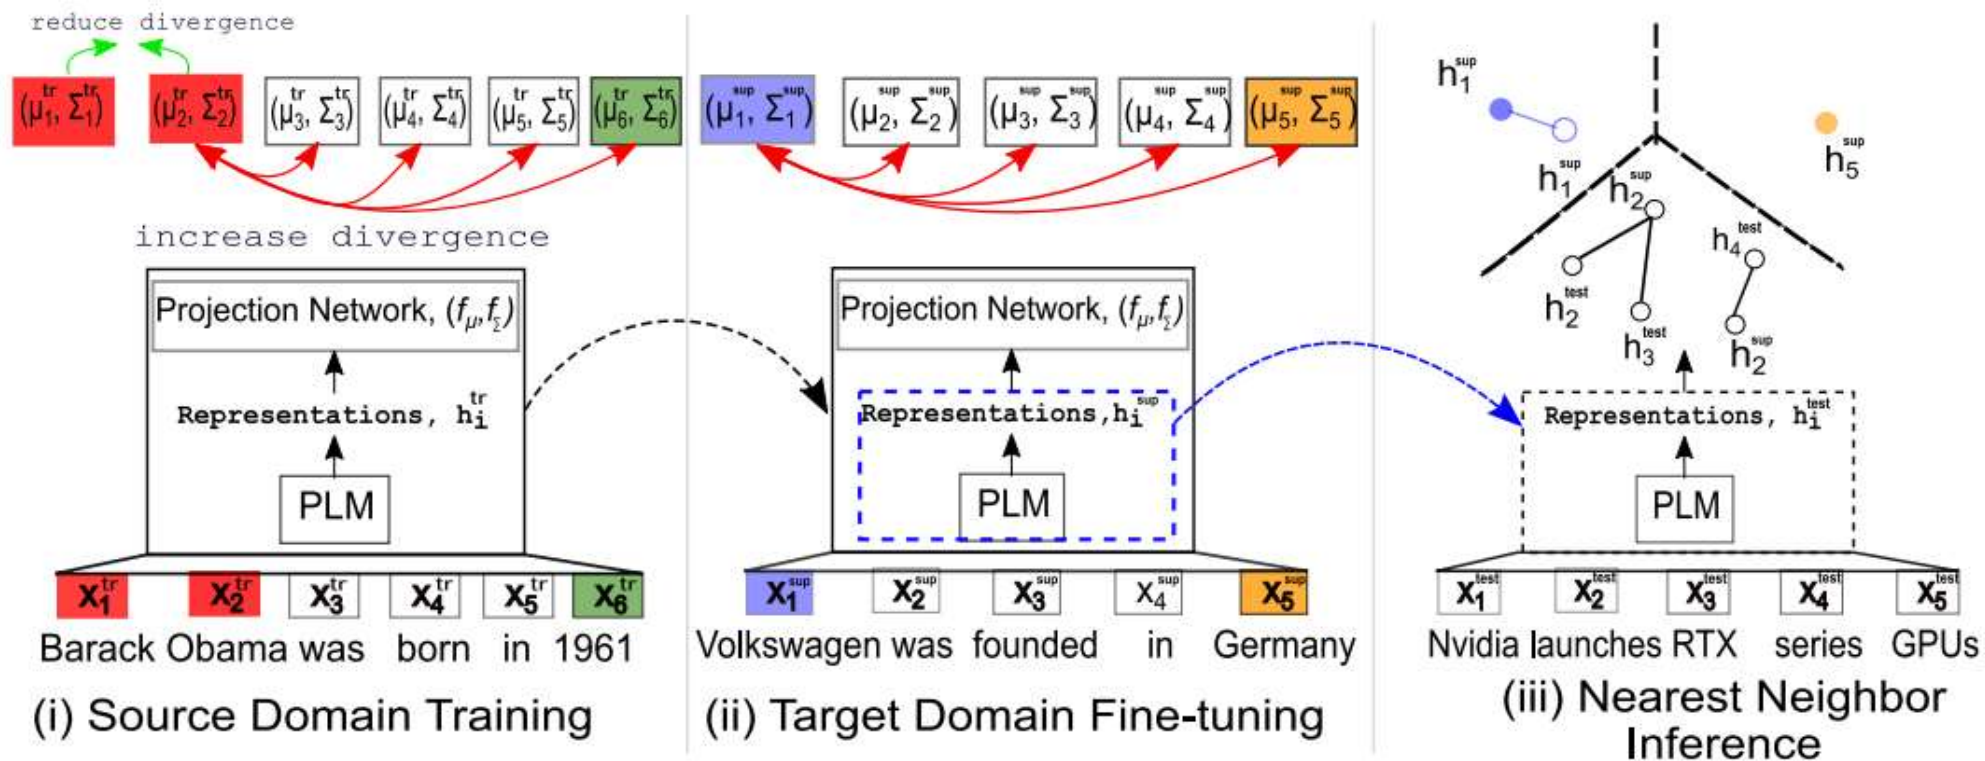 reduce divergence
(μ₁ᵗʳ, Σ₁ᵗʳ) (μ₂ᵗʳ, Σ₂ᵗʳ) (μ₃ᵗʳ, Σ₃ᵗʳ) (μ₄ᵗʳ, Σ₄ᵗʳ) (μ₅ᵗʳ, Σ₅ᵗʳ) (μ₆ᵗʳ, Σ₆ᵗʳ)
increase divergence
Projection Network, (f_μ, f_Σ)
Representations, hᵢᵗʳ
PLM
x₁ᵗʳ x₂ᵗʳ x₃ᵗʳ x₄ᵗʳ x₅ᵗʳ x₆ᵗʳ
Barack Obama was born in 1961
(i) Source Domain Training
(μ₁ˢᵘᵖ, Σ₁ˢᵘᵖ) (μ₂ˢᵘᵖ, Σ₂ˢᵘᵖ) (μ₃ˢᵘᵖ, Σ₃ˢᵘᵖ) (μ₄ˢᵘᵖ, Σ₄ˢᵘᵖ) (μ₅ˢᵘᵖ, Σ₅ˢᵘᵖ)
Projection Network, (f_μ, f_Σ)
Representations, hᵢˢᵘᵖ
PLM
x₁ˢᵘᵖ x₂ˢᵘᵖ x₃ˢᵘᵖ x₄ˢᵘᵖ x₅ˢᵘᵖ
Volkswagen was founded in Germany
(ii) Target Domain Fine-tuning
h₁ˢᵘᵖ
h₅ˢᵘᵖ
h₁ˢᵘᵖ h₂ˢᵘᵖ
h₄ᵗᵉˢᵗ
h₂ᵗᵉˢᵗ
h₃ᵗᵉˢᵗ h₂ˢᵘᵖ
Representations, hᵢᵗᵉˢᵗ
PLM
x₁ᵗᵉˢᵗ x₂ᵗᵉˢᵗ x₃ᵗᵉˢᵗ x₄ᵗᵉˢᵗ x₅ᵗᵉˢᵗ
Nvidia launches RTX series GPUs
(iii) Nearest Neighbor
Inference